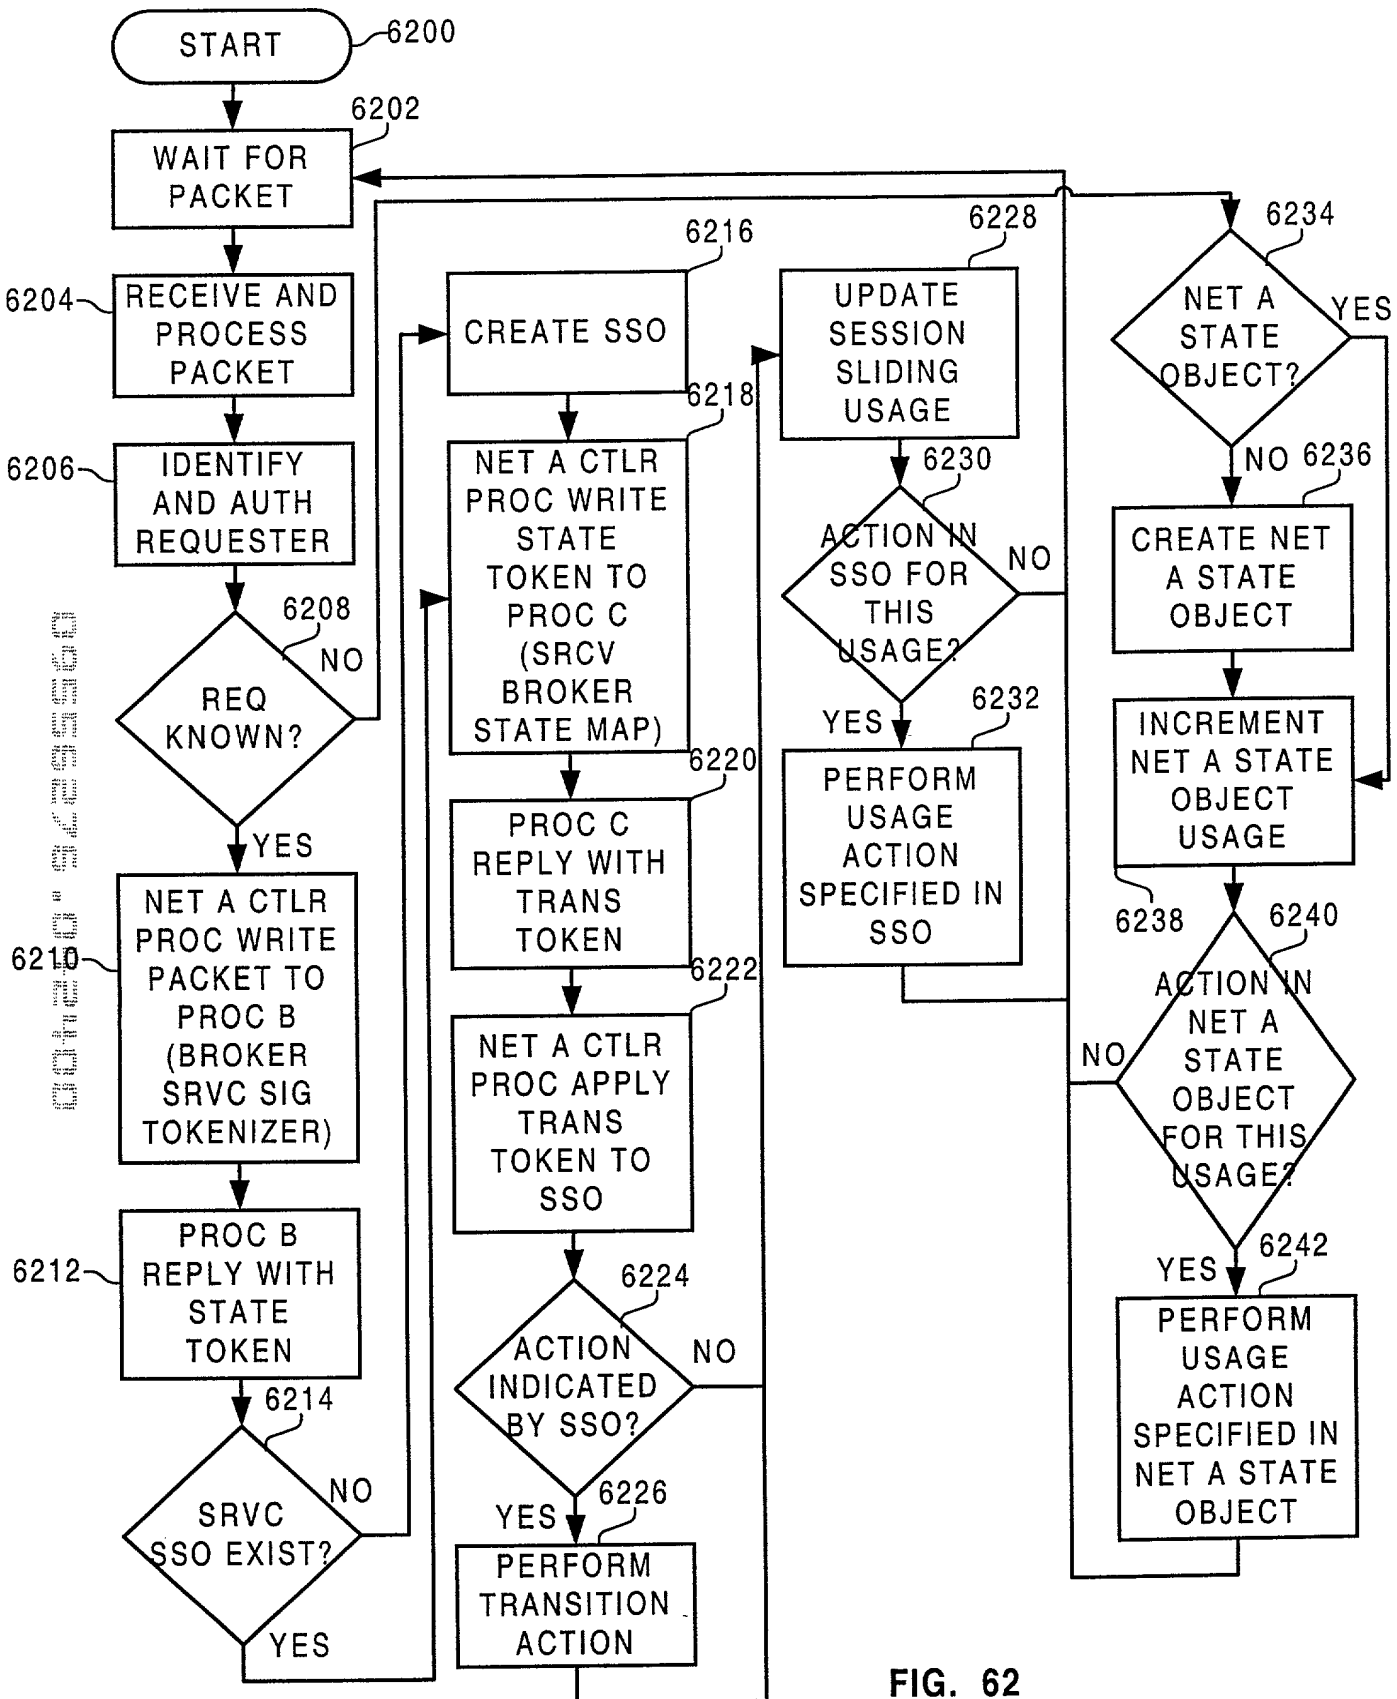 START
6200
6202
WAIT FOR
PACKET
6204
RECEIVE AND
PROCESS
PACKET
6206
IDENTIFY
AND AUTH
REQUESTER
6208
REQ
KNOWN?
NO
YES
6210
NET A CTLR
PROC WRITE
PACKET TO
PROC B
(BROKER
SRVC SIG
TOKENIZER)
6212
PROC B
REPLY WITH
STATE
TOKEN
6214
SRVC
SSO EXIST?
NO
YES
6216
CREATE SSO
6218
NET A CTLR
PROC WRITE
STATE
TOKEN TO
PROC C
(SRCV
BROKER
STATE MAP)
6220
PROC C
REPLY WITH
TRANS
TOKEN
6222
NET A CTLR
PROC APPLY
TRANS
TOKEN TO
SSO
6224
ACTION
INDICATED
BY SSO?
NO
YES
6226
PERFORM
TRANSITION
ACTION
6228
UPDATE
SESSION
SLIDING
USAGE
6230
ACTION IN
SSO FOR
THIS
USAGE?
NO
YES
6232
PERFORM
USAGE
ACTION
SPECIFIED IN
SSO
6234
NET A
STATE
OBJECT?
YES
NO
6236
CREATE NET
A STATE
OBJECT
INCREMENT
NET A STATE
OBJECT
USAGE
6238
6240
ACTION IN
NET A
STATE
OBJECT
FOR THIS
USAGE?
NO
YES
6242
PERFORM
USAGE
ACTION
SPECIFIED IN
NET A STATE
OBJECT
FIG. 62